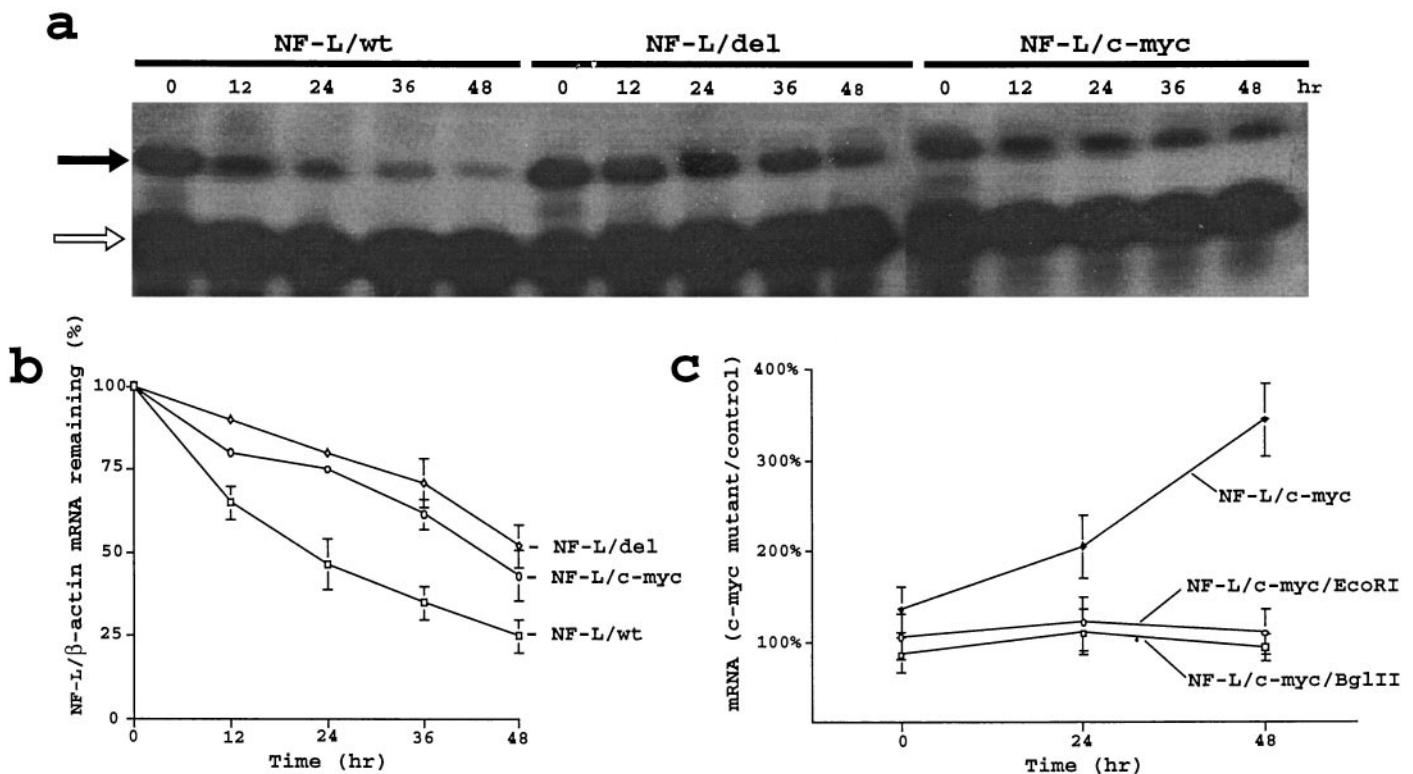 a
NF-L/wt NF-L/del NF-L/c-myc
0 12 24 36 48 0 12 24 36 48 0 12 24 36 48 hr
b
NF-L/β-actin mRNA remaining (%)
100
75
50
25
0
0 12 24 36 48
Time (hr)
NF-L/del
NF-L/c-myc
NF-L/wt
c
mRNA (c-myc mutant/control)
400%
300%
200%
100%
0 24 48
Time (hr)
NF-L/c-myc
NF-L/c-myc/EcoRI
NF-L/c-myc/BglII